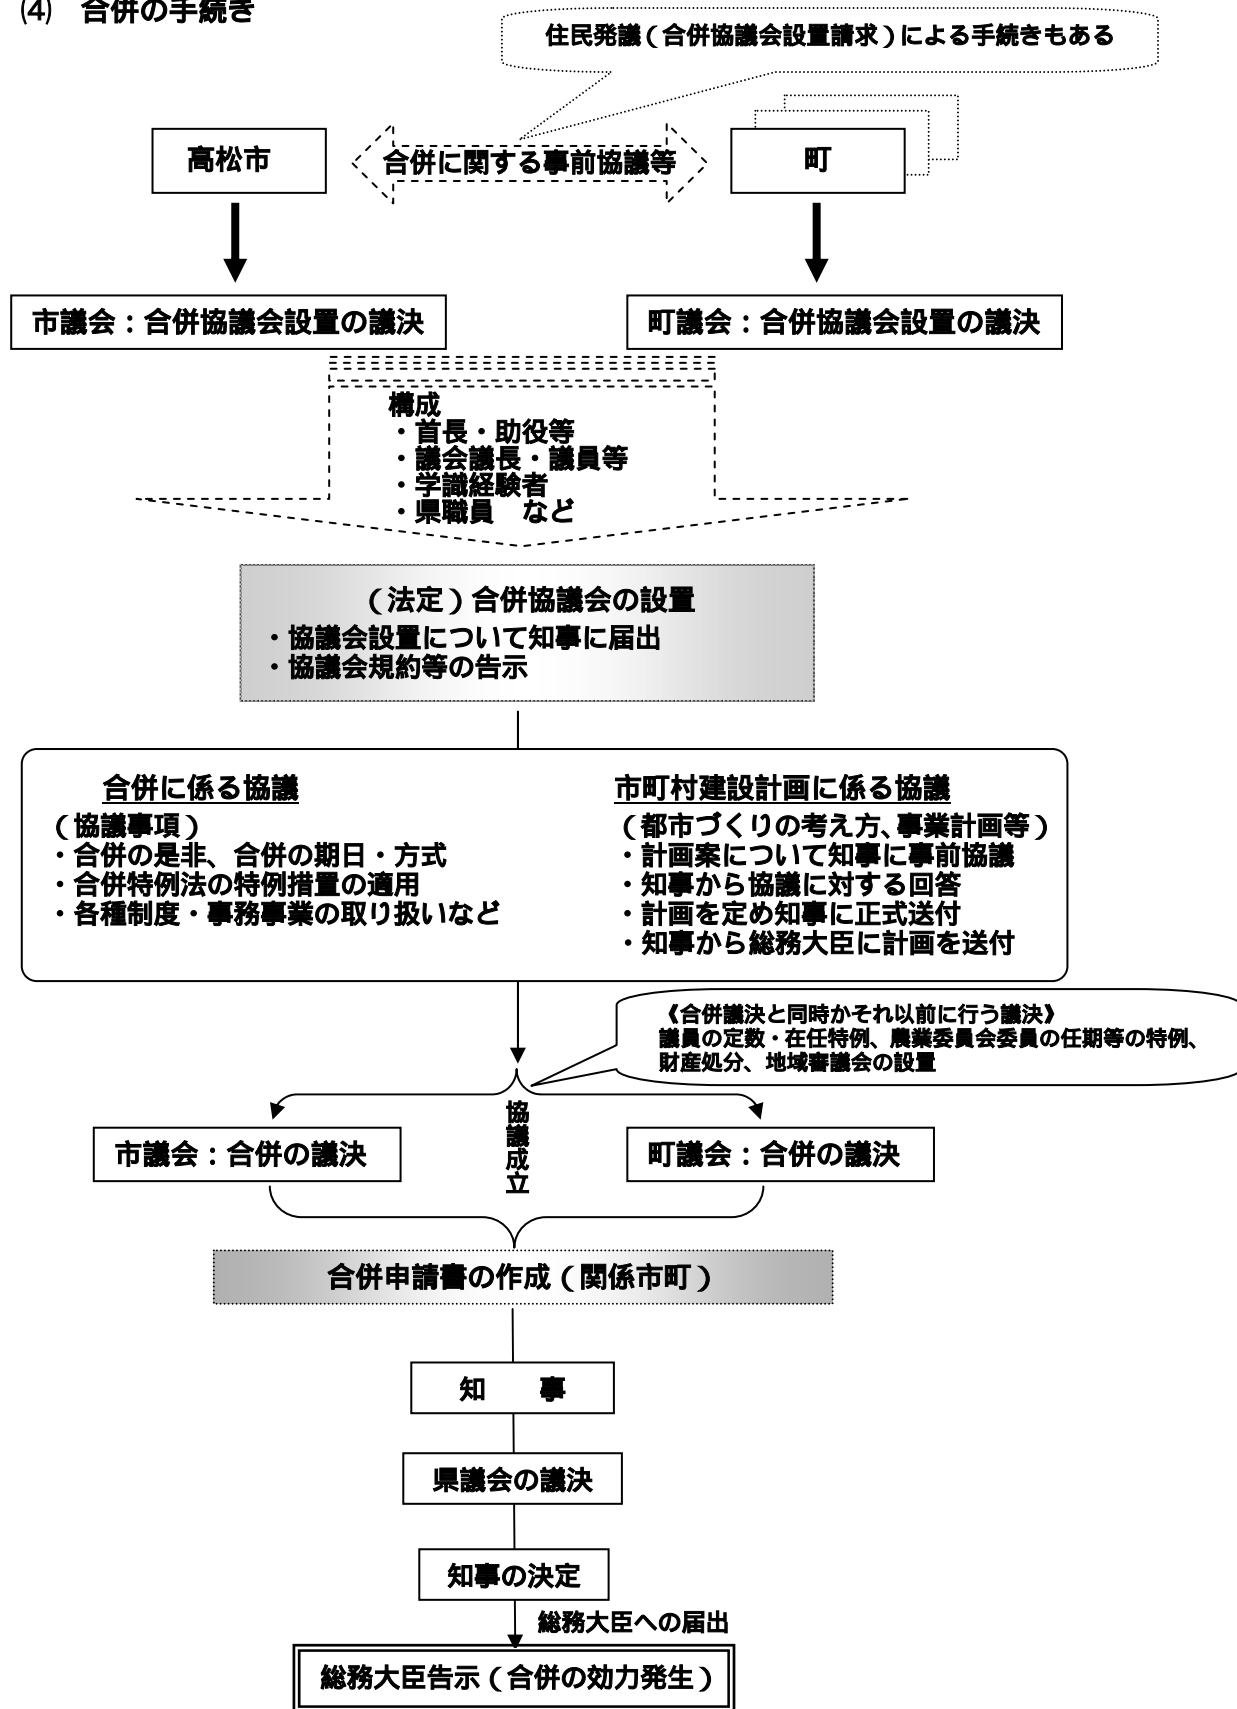 (4) 合併の手続き
住民発議(合併協議会設置請求)による手続きもある
高松市
合併に関する事前協議等
町
市議会：合併協議会設置の議決
町議会：合併協議会設置の議決
構成
・首長・助役等
・議会議長・議員等
・学識経験者
・県職員　など
(法定)合併協議会の設置
・協議会設置について知事に届出
・協議会規約等の告示
合併に係る協議
(協議事項)
・合併の是非、合併の期日・方式
・合併特例法の特例措置の適用
・各種制度・事務事業の取り扱いなど
市町村建設計画に係る協議
(都市づくりの考え方、事業計画等)
・計画案について知事に事前協議
・知事から協議に対する回答
・計画を定め知事に正式送付
・知事から総務大臣に計画を送付
《合併議決と同時かそれ以前に行う議決》
議員の定数・在任特例、農業委員会委員の任期等の特例、
財産処分、地域審議会の設置
協議成立
市議会：合併の議決
町議会：合併の議決
合併申請書の作成(関係市町)
知　　事
県議会の議決
知事の決定
総務大臣への届出
総務大臣告示(合併の効力発生)